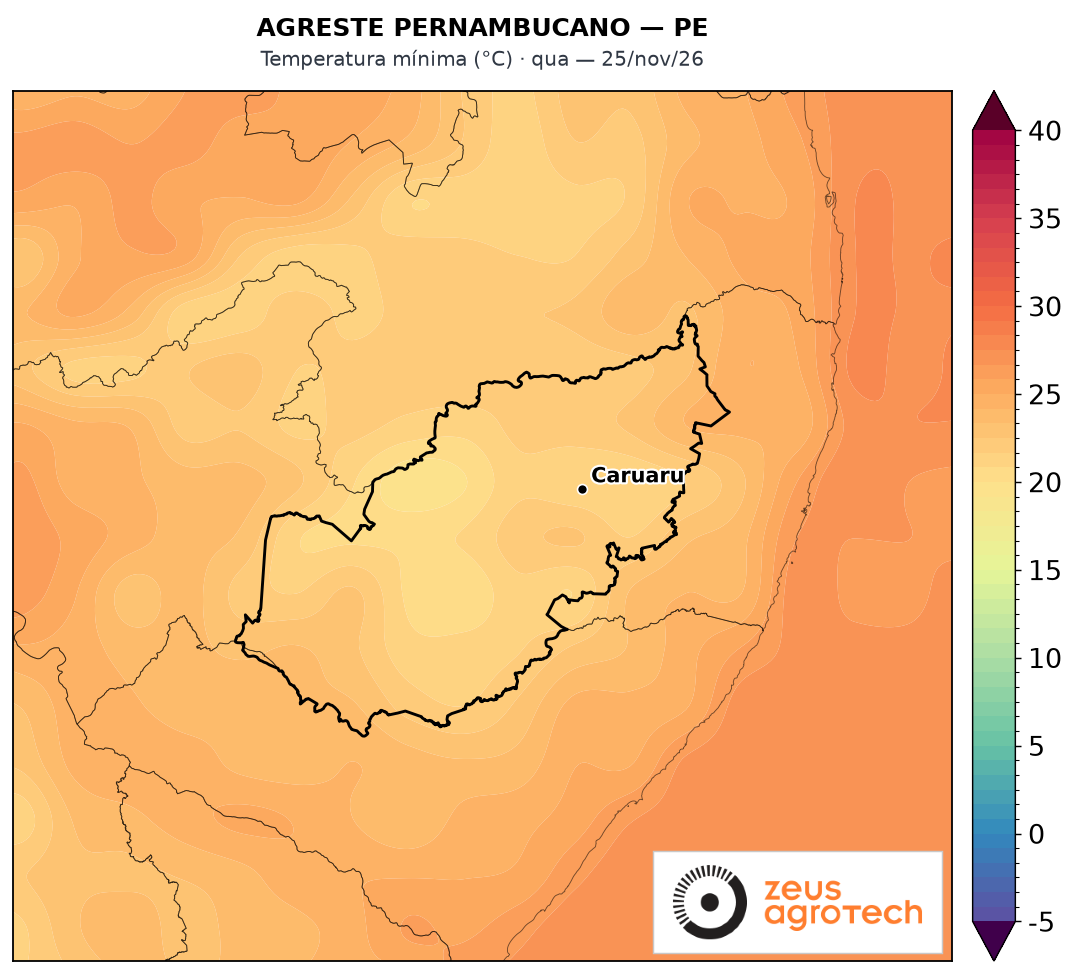 AGRESTE PERNAMBUCANO — PE
Temperatura mínima (°C) · qua — 25/nov/26
40
35
30
25
20
15
10
5
0
-5
Caruaru
zeus
agrotech